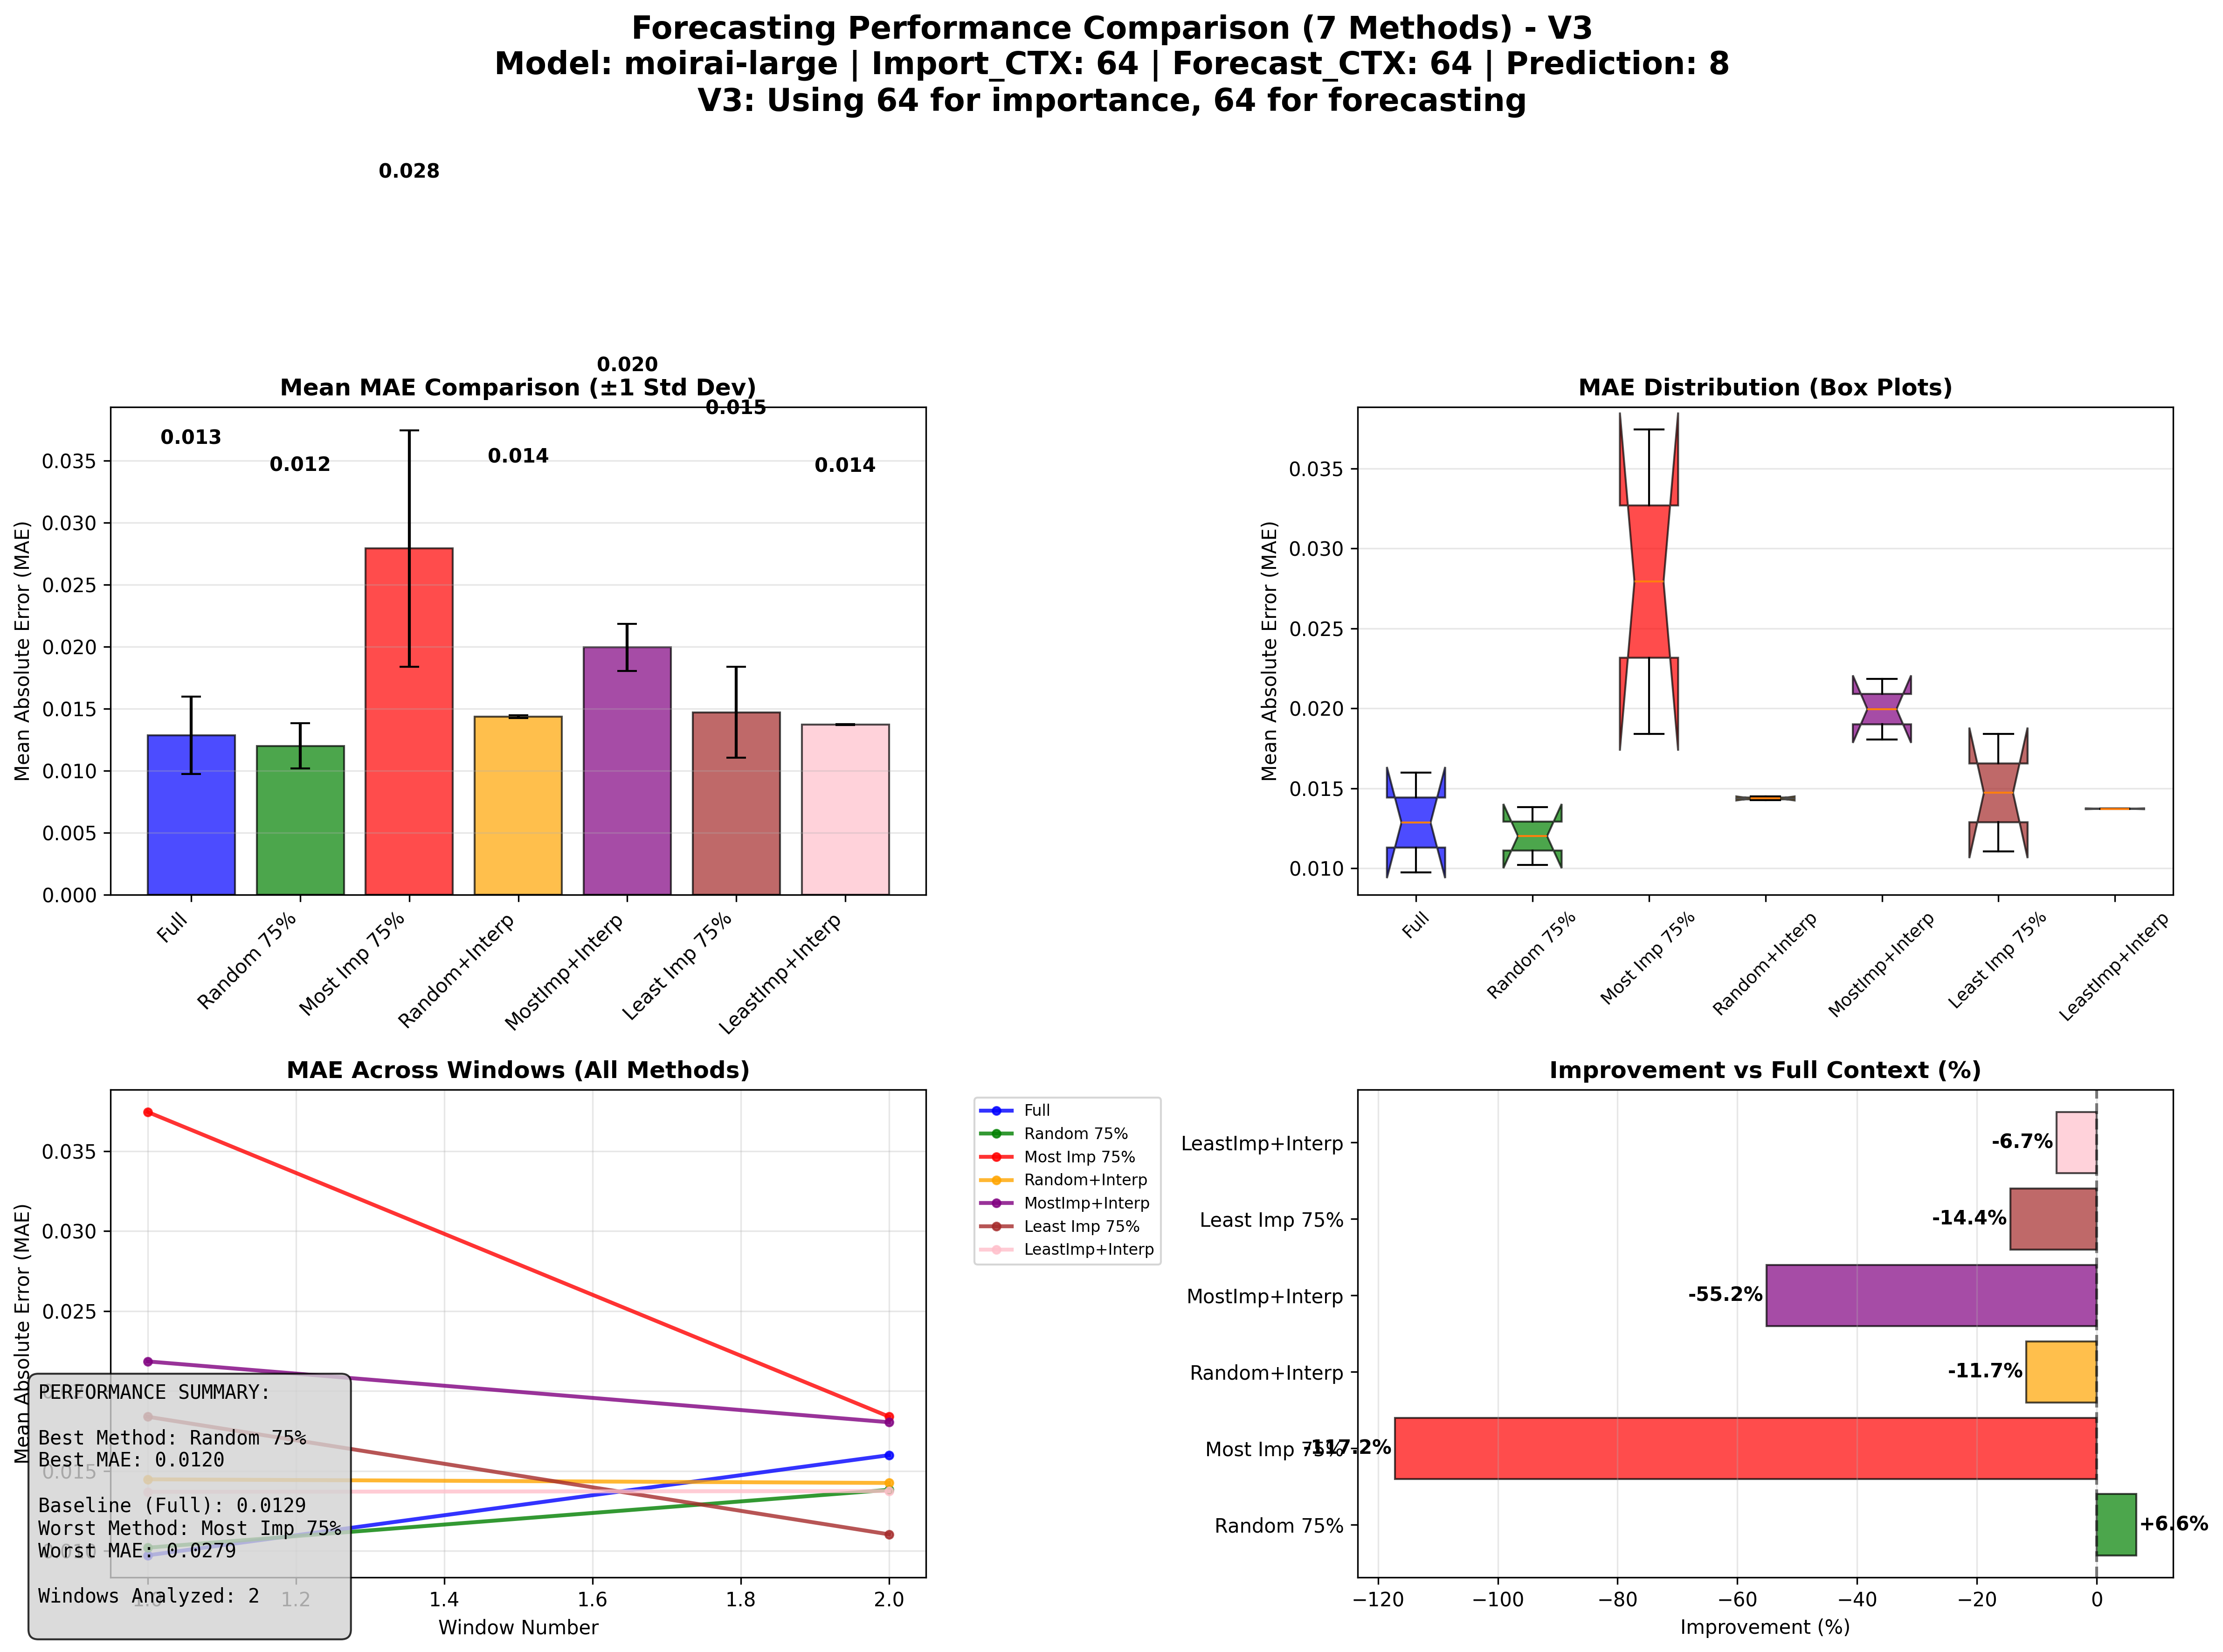 Forecasting Performance Comparison (7 Methods) - V3
Model: moirai-large | Import_CTX: 64 | Forecast_CTX: 64 | Prediction: 8
V3: Using 64 for importance, 64 for forecasting
Mean MAE Comparison (±1 Std Dev)
0.013
0.012
0.028
0.014
0.020
0.015
0.014
Mean Absolute Error (MAE)
0.035
0.030
0.025
0.020
0.015
0.010
0.005
0.000
Full
Random 75%
Most Imp 75%
Random+Interp
MostImp+Interp
Least Imp 75%
LeastImp+Interp
MAE Distribution (Box Plots)
Mean Absolute Error (MAE)
0.035
0.030
0.025
0.020
0.015
0.010
Full
Random 75%
Most Imp 75%
Random+Interp
MostImp+Interp
Least Imp 75%
LeastImp+Interp
MAE Across Windows (All Methods)
Mean Absolute Error (MAE)
0.035
0.030
0.025
0.015
0.010
1.0
1.2
1.4
1.6
1.8
2.0
Window Number
Full
Random 75%
Most Imp 75%
Random+Interp
MostImp+Interp
Least Imp 75%
LeastImp+Interp
PERFORMANCE SUMMARY:
Best Method: Random 75%
Best MAE: 0.0120
Baseline (Full): 0.0129
Worst Method: Most Imp 75%
Worst MAE: 0.0279
Windows Analyzed: 2
Improvement vs Full Context (%)
LeastImp+Interp
-6.7%
Least Imp 75%
-14.4%
MostImp+Interp
-55.2%
Random+Interp
-11.7%
Most Imp 75%
-117.2%
Random 75%
+6.6%
−120
−100
−80
−60
−40
−20
0
Improvement (%)